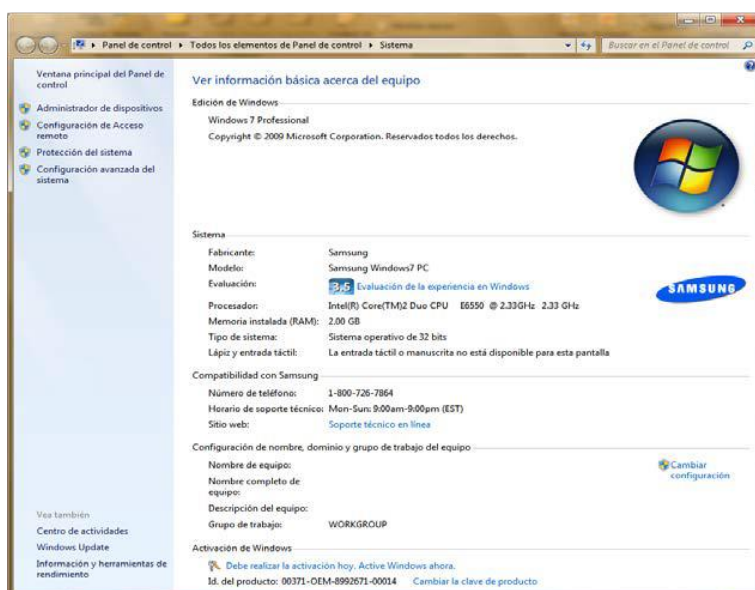 Panel de control ▸ Todos los elementos de Panel de control ▸ Sistema
Buscar en el Panel de control
Ventana principal del Panel de
control
Administrador de dispositivos
Configuración de Acceso
remoto
Protección del sistema
Configuración avanzada del
sistema
Vea también
Centro de actividades
Windows Update
Información y herramientas de
rendimiento
Ver información básica acerca del equipo
Edición de Windows
Windows 7 Professional
Copyright © 2009 Microsoft Corporation. Reservados todos los derechos.
Sistema
Fabricante: Samsung
Modelo: Samsung Windows7 PC
Evaluación: 3,5 Evaluación de la experiencia en Windows
Procesador: Intel(R) Core(TM)2 Duo CPU E6550 @ 2.33GHz 2.33 GHz
Memoria instalada (RAM): 2.00 GB
Tipo de sistema: Sistema operativo de 32 bits
Lápiz y entrada táctil: La entrada táctil o manuscrita no está disponible para esta pantalla
SAMSUNG
Compatibilidad con Samsung
Número de teléfono: 1-800-726-7864
Horario de soporte técnico: Mon-Sun: 9:00am-9:00pm (EST)
Sitio web: Soporte técnico en línea
Configuración de nombre, dominio y grupo de trabajo del equipo
Nombre de equipo:
Nombre completo de
equipo:
Descripción del equipo:
Grupo de trabajo: WORKGROUP
Cambiar
configuración
Activación de Windows
Debe realizar la activación hoy. Active Windows ahora.
Id. del producto: 00371-OEM-8992671-00014 Cambiar la clave de producto